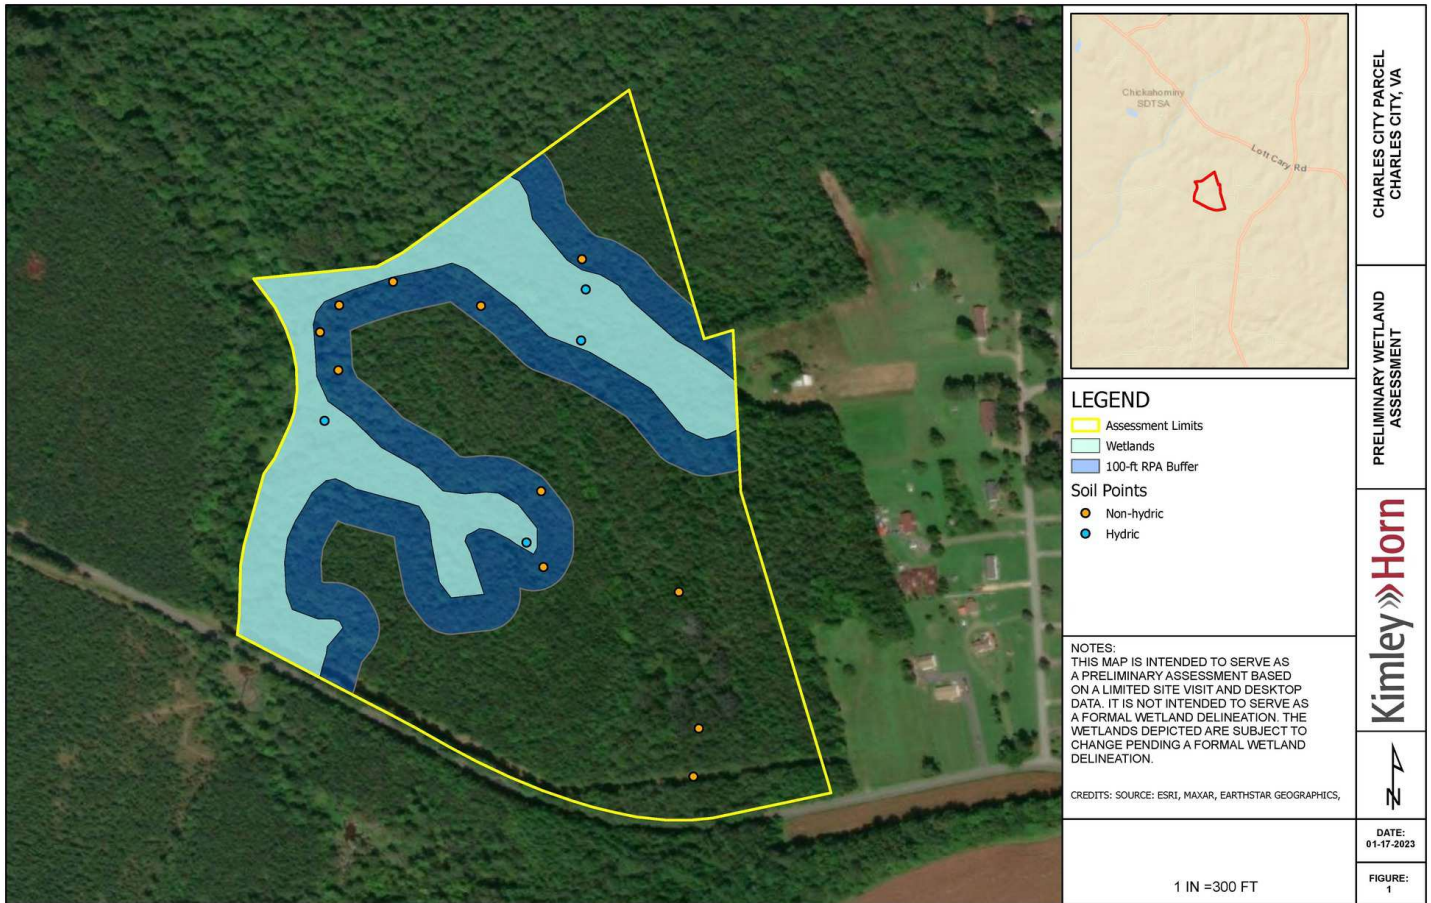 Chickahominy
SDTSA
Lott Cary Rd
LEGEND
Assessment Limits
Wetlands
100-ft RPA Buffer
Soil Points
Non-hydric
Hydric
NOTES:
THIS MAP IS INTENDED TO SERVE AS
A PRELIMINARY ASSESSMENT BASED
ON A LIMITED SITE VISIT AND DESKTOP
DATA. IT IS NOT INTENDED TO SERVE AS
A FORMAL WETLAND DELINEATION. THE
WETLANDS DEPICTED ARE SUBJECT TO
CHANGE PENDING A FORMAL WETLAND
DELINEATION.
CREDITS: SOURCE: ESRI, MAXAR, EARTHSTAR GEOGRAPHICS,
1 IN =300 FT
CHARLES CITY PARCEL
CHARLES CITY, VA
PRELIMINARY WETLAND
ASSESSMENT
Kimley»Horn
N
DATE:
01-17-2023
FIGURE:
1